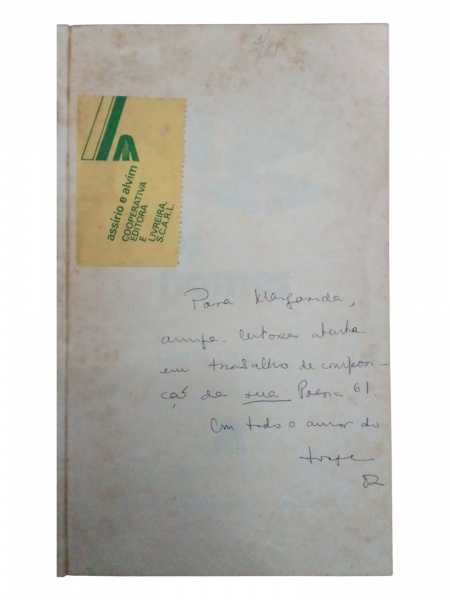 assírio e alvim
COOPERATIVA
EDITORA
E
LIVREIRA,
S.C.A.R.L.
Para Margarida,
amiga leitora atenta
em trabalho de composi-
ção da sua Poesia 61.
Com todo o amor do
Jorge